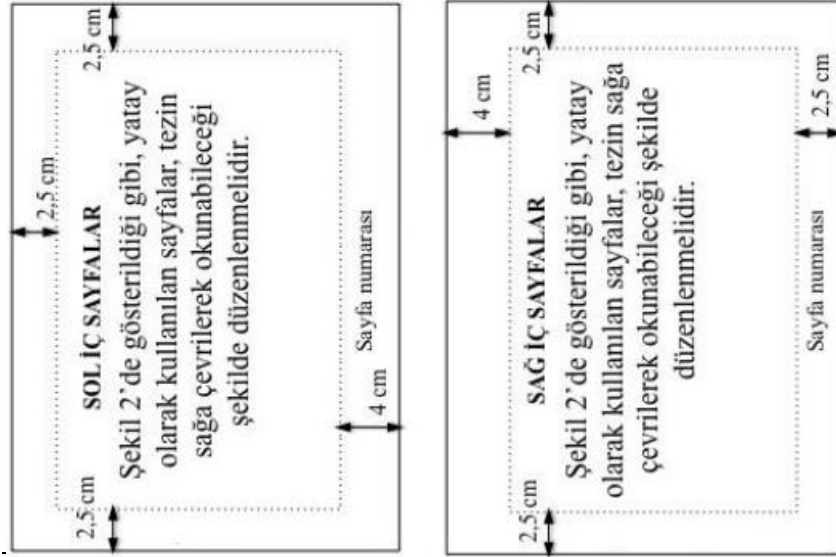 2,5 cm
2,5 cm
SOL İÇ SAYFALAR
Şekil 2’de gösterildiği gibi, yatay
olarak kullanılan sayfalar, tezin
sağa çevrilerek okunabileceği
şekilde düzenlenmelidir.
2,5 cm
Sayfa numarası
4 cm
4 cm
2,5 cm
SAĞ İÇ SAYFALAR
Şekil 2’de gösterildiği gibi, yatay
olarak kullanılan sayfalar, tezin sağa
çevrilerek okunabileceği şekilde
düzenlenmelidir.
2,5 cm
Sayfa numarası
2,5 cm